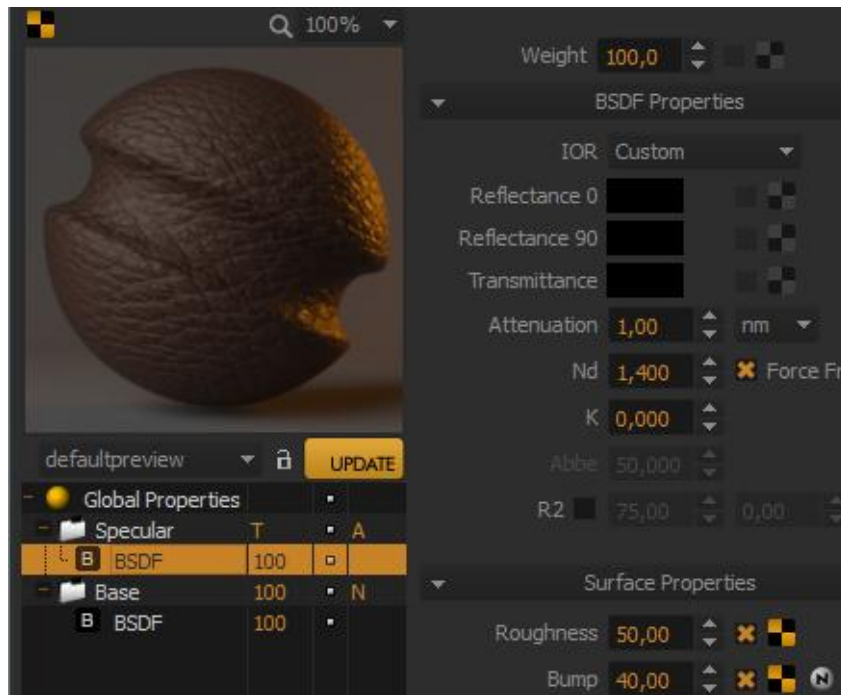 100%
Weight 100,0
BSDF Properties
IOR Custom
Reflectance 0
Reflectance 90
Transmittance
Attenuation 1,00 nm
Nd 1,400 Force Fr
K 0,000
Abbe 50,000
R2 75,00 0,00
Surface Properties
Roughness 50,00
Bump 40,00 N
defaultpreview UPDATE
Global Properties
Specular T A
B BSDF 100
Base 100 N
B BSDF 100